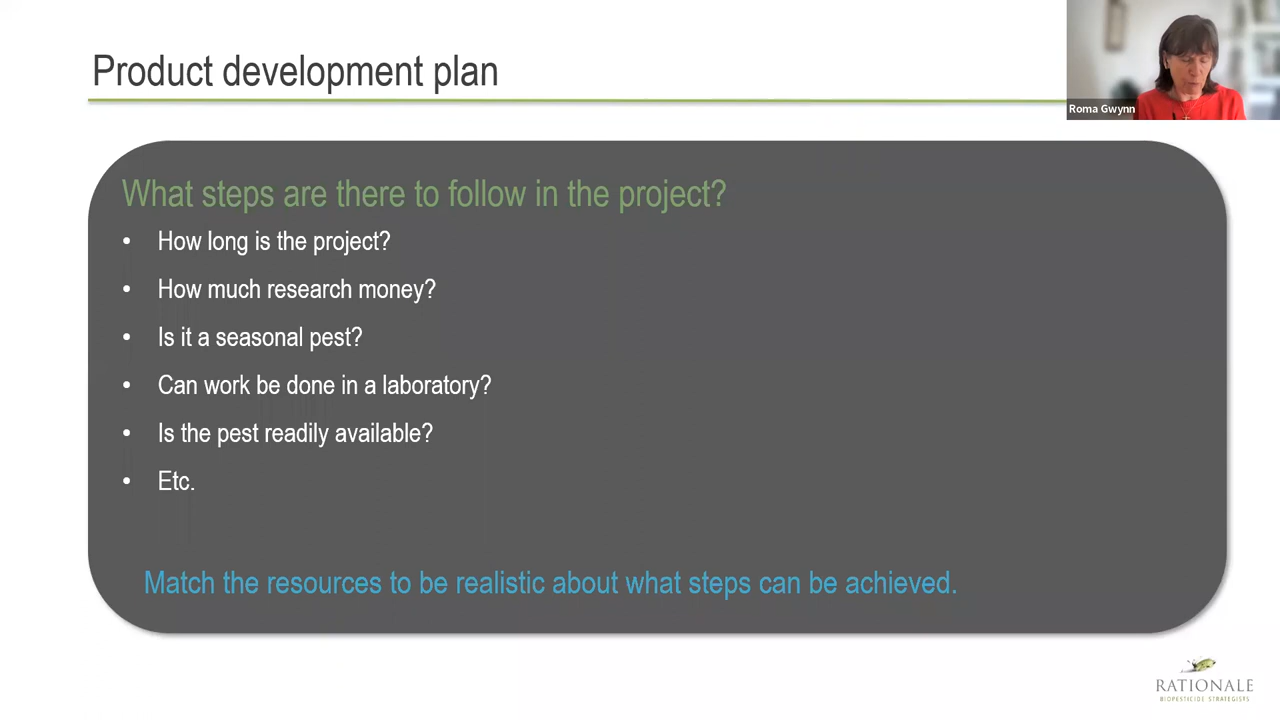 Product development plan
Roma Gwynn
What steps are there to follow in the project?
• How long is the project?
• How much research money?
• Is it a seasonal pest?
• Can work be done in a laboratory?
• Is the pest readily available?
• Etc.
Match the resources to be realistic about what steps can be achieved.
RATIONALE
BIOPESTICIDE STRATEGISTS